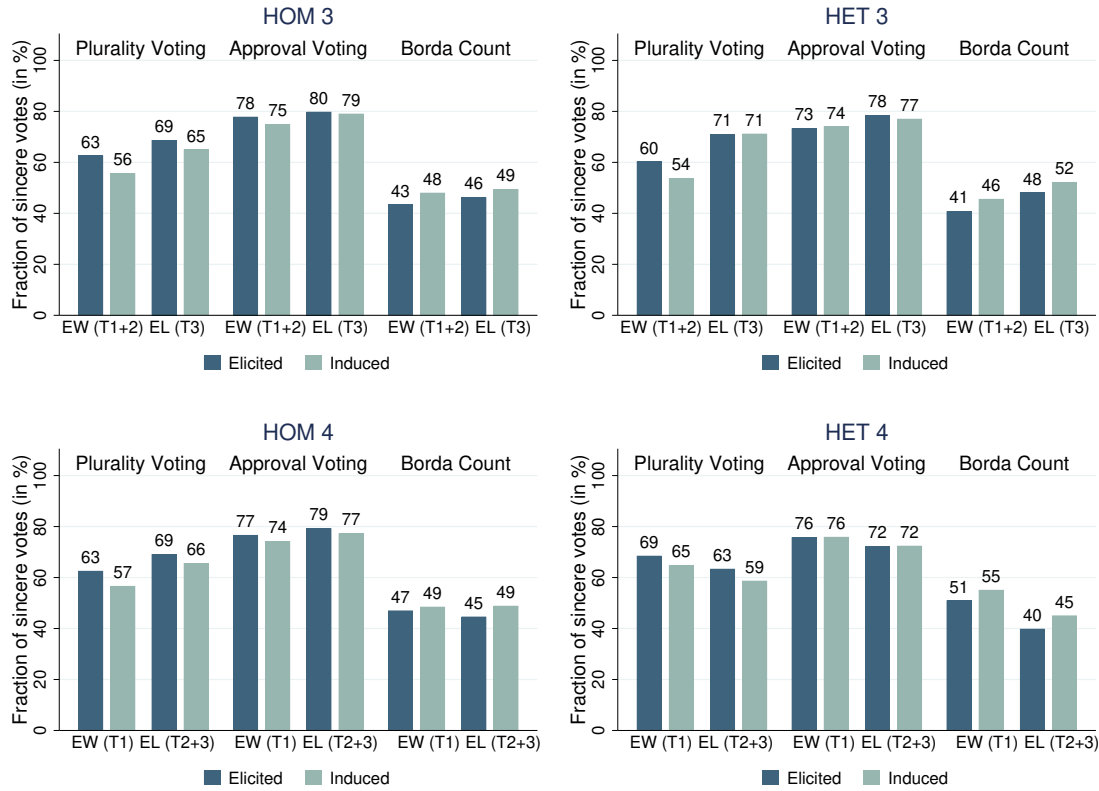 HOM 3
Plurality Voting Approval Voting Borda Count
Fraction of sincere votes (in %)
0 20 40 60 80 100
63 56 69 65 78 75 80 79 43 48 46 49
EW (T1+2) EL (T3) EW (T1+2) EL (T3) EW (T1+2) EL (T3)
Elicited Induced
HET 3
Plurality Voting Approval Voting Borda Count
Fraction of sincere votes (in %)
0 20 40 60 80 100
60 54 71 71 73 74 78 77 41 46 48 52
EW (T1+2) EL (T3) EW (T1+2) EL (T3) EW (T1+2) EL (T3)
Elicited Induced
HOM 4
Plurality Voting Approval Voting Borda Count
Fraction of sincere votes (in %)
0 20 40 60 80 100
63 57 69 66 77 74 79 77 47 49 45 49
EW (T1) EL (T2+3) EW (T1) EL (T2+3) EW (T1) EL (T2+3)
Elicited Induced
HET 4
Plurality Voting Approval Voting Borda Count
Fraction of sincere votes (in %)
0 20 40 60 80 100
69 65 63 59 76 76 72 72 51 55 40 45
EW (T1) EL (T2+3) EW (T1) EL (T2+3) EW (T1) EL (T2+3)
Elicited Induced